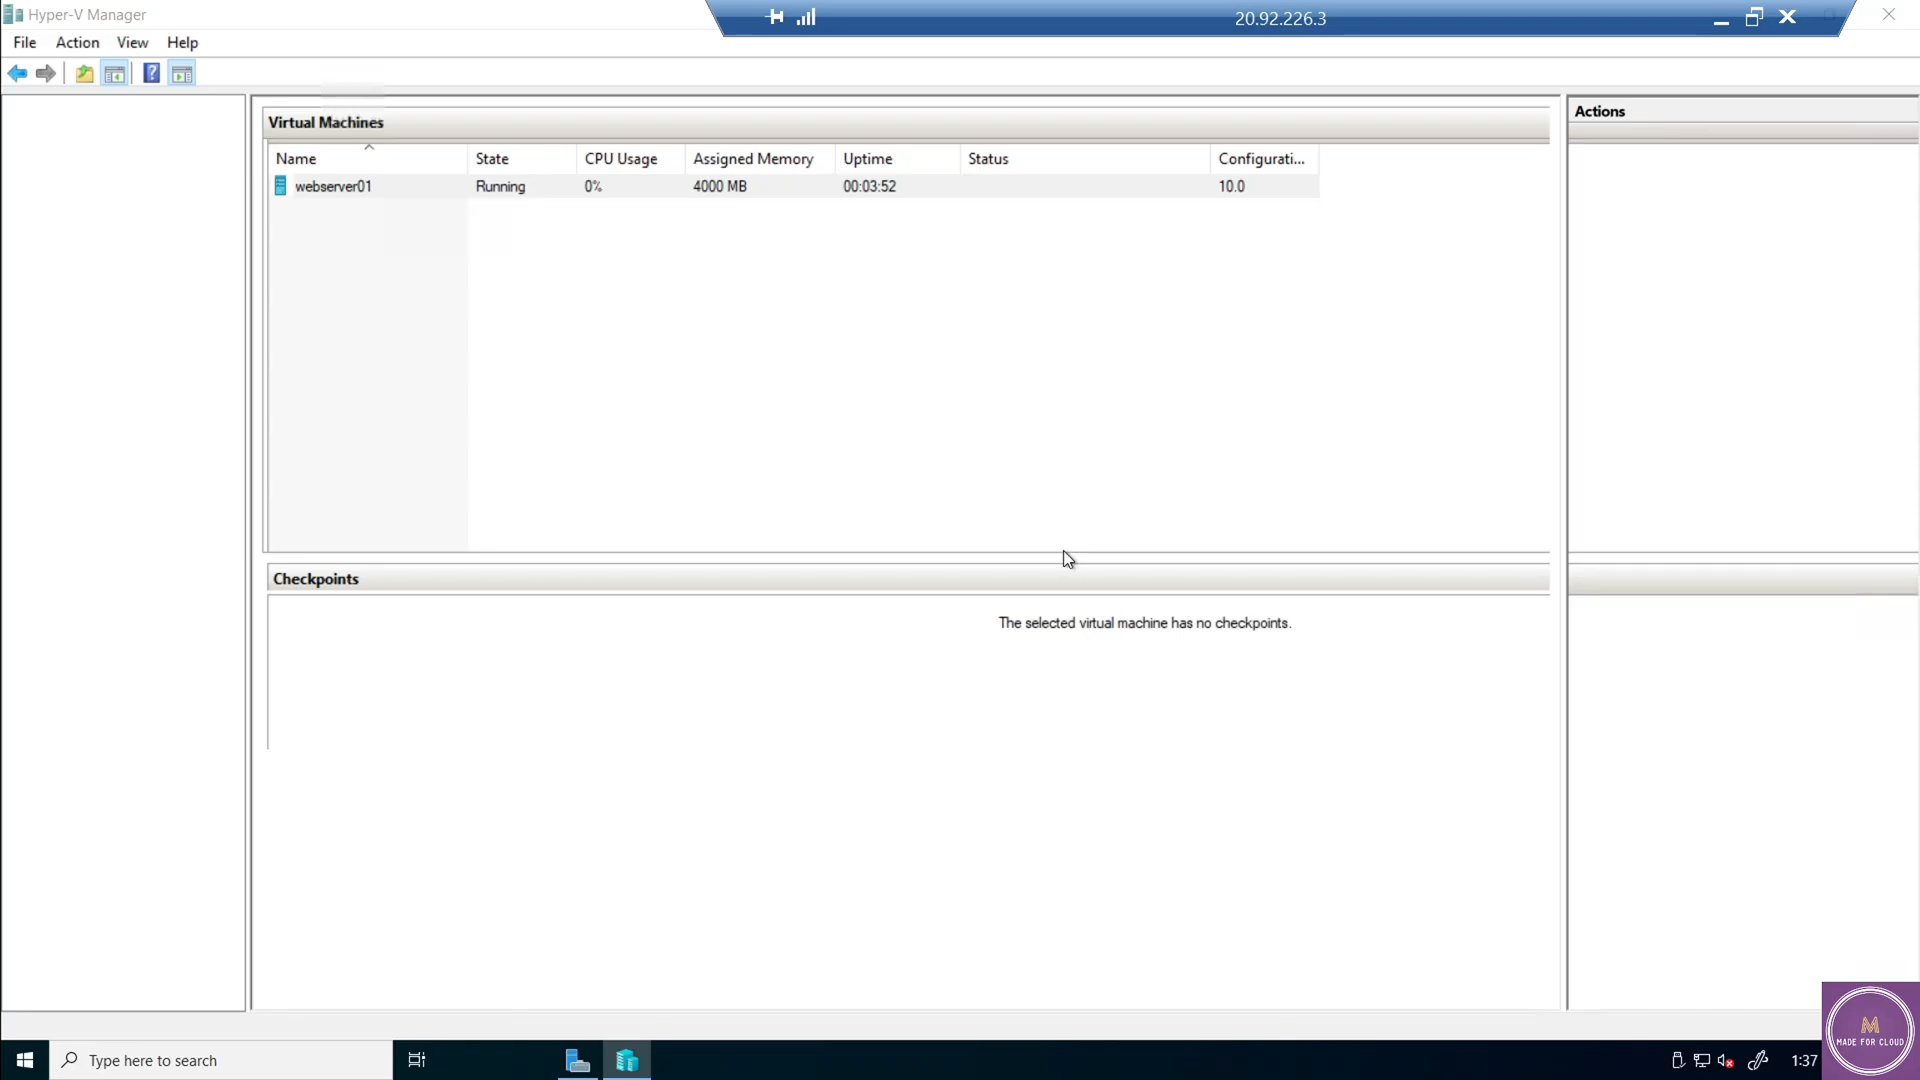 Hyper-V Manager
20.92.226.3
File Action View Help
Virtual Machines
Actions
Name State CPU Usage Assigned Memory Uptime Status Configurati...
webserver01 Running 0% 4000 MB 00:03:52 10.0
Checkpoints
The selected virtual machine has no checkpoints.
Type here to search
1:37
M
MADE FOR CLOUD